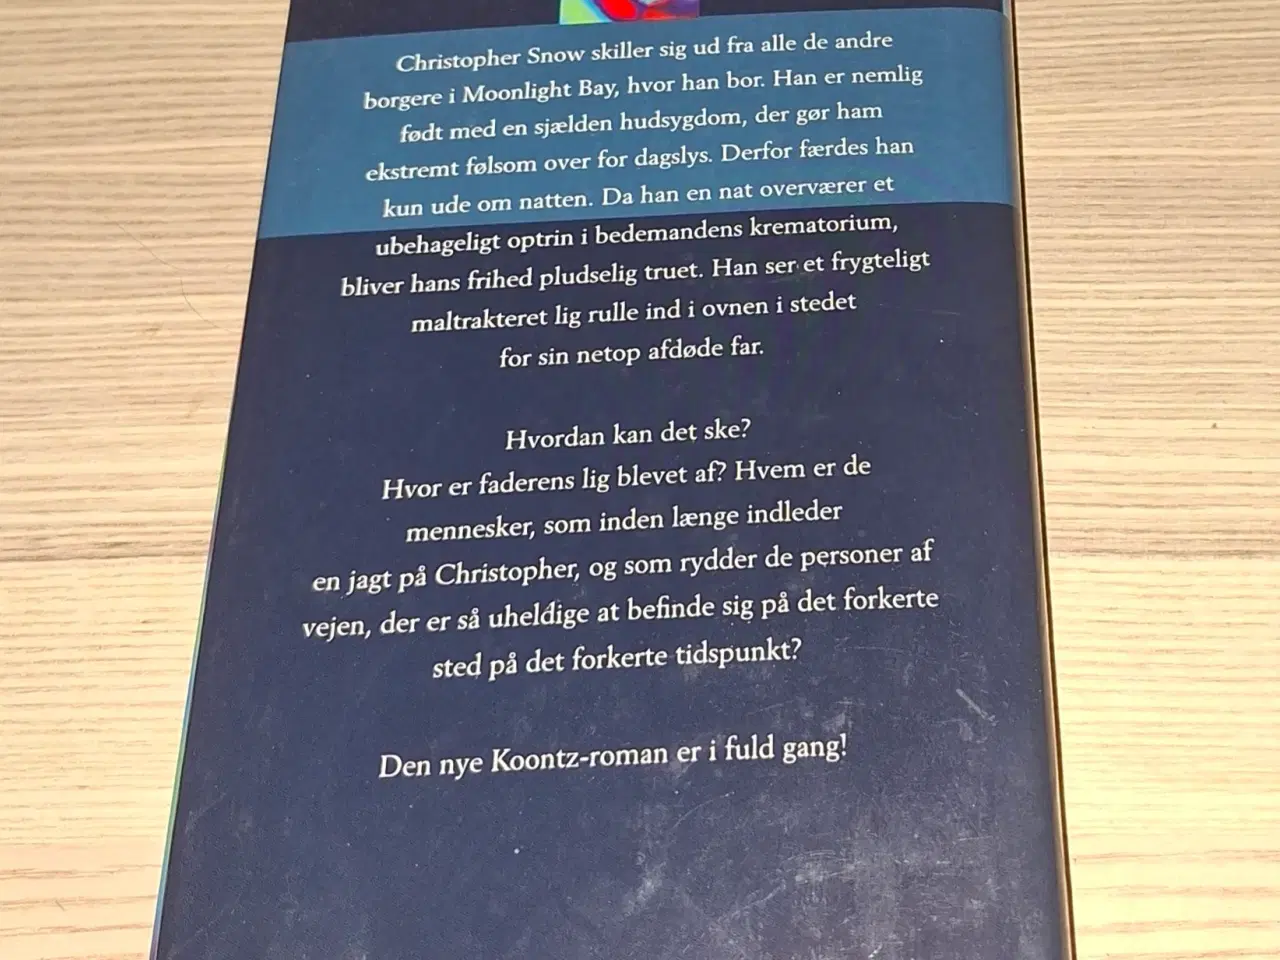 Christopher Snow skiller sig ud fra alle de andre
borgere i Moonlight Bay, hvor han bor. Han er nemlig
født med en sjælden hudsygdom, der gør ham
ekstremt følsom over for dagslys. Derfor færdes han
kun ude om natten. Da han en nat overværer et
ubehageligt optrin i bedemandens krematorium,
bliver hans frihed pludselig truet. Han ser et frygteligt
maltrakteret lig rulle ind i ovnen i stedet
for sin netop afdøde far.
Hvordan kan det ske?
Hvor er faderens lig blevet af? Hvem er de
mennesker, som inden længe indleder
en jagt på Christopher, og som rydder de personer af
vejen, der er så uheldige at befinde sig på det forkerte
sted på det forkerte tidspunkt?
Den nye Koontz-roman er i fuld gang!